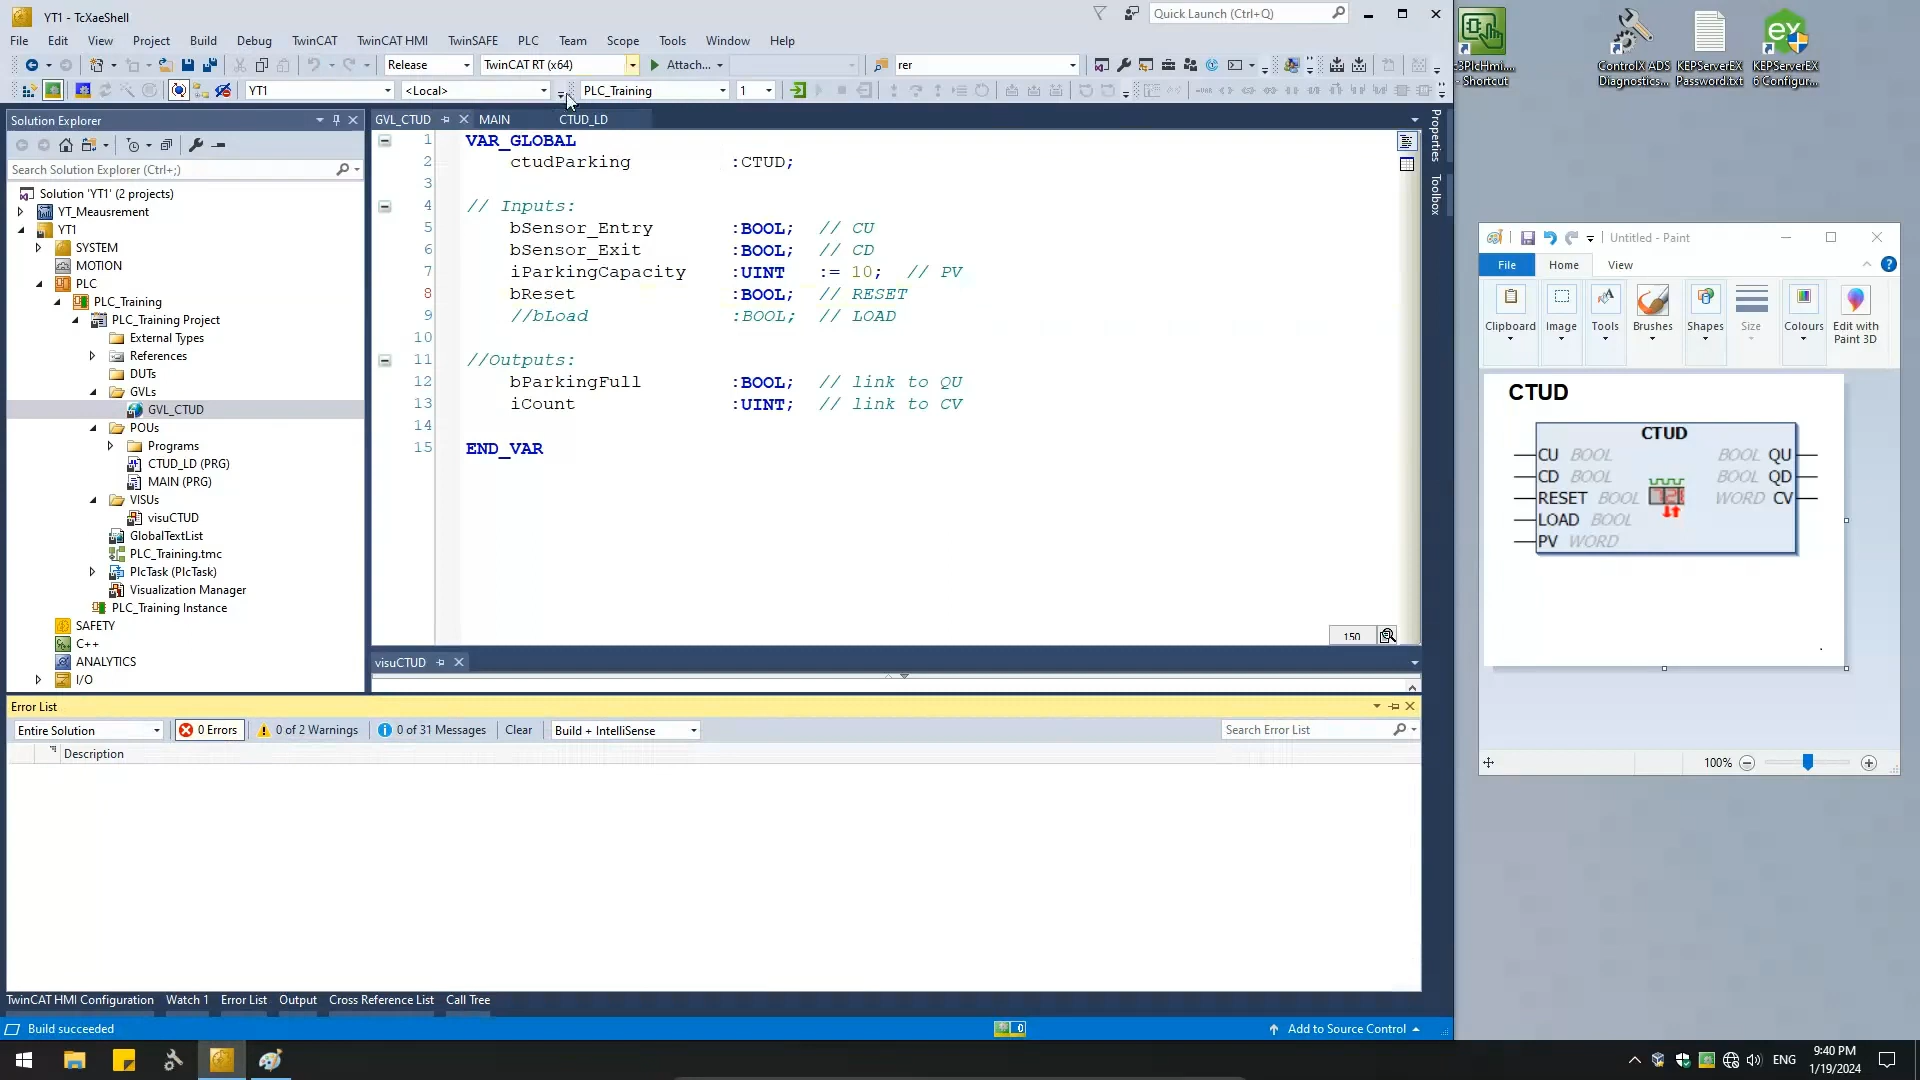 YT1 - TcXaeShell
Quick Launch (Ctrl+Q)
File Edit View Project Build Debug TwinCAT TwinCAT HMI TwinSAFE PLC Team Scope Tools Window Help
Release TwinCAT RT (x64) Attach... rer
YT1 <Local> PLC_Training 1
Solution Explorer
Search Solution Explorer (Ctrl+;)
Solution 'YT1' (2 projects)
YT_Meausrement
YT1
SYSTEM
MOTION
PLC
PLC_Training
PLC_Training Project
External Types
References
DUTs
GVLs
GVL_CTUD
POUs
Programs
CTUD_LD (PRG)
MAIN (PRG)
VISUs
visuCTUD
GlobalTextList
PLC_Training.tmc
PlcTask (PlcTask)
Visualization Manager
PLC_Training Instance
SAFETY
C++
ANALYTICS
I/O
GVL_CTUD MAIN CTUD_LD
1 VAR_GLOBAL
2 ctudParking :CTUD;
3
4 // Inputs:
5 bSensor_Entry :BOOL; // CU
6 bSensor_Exit :BOOL; // CD
7 iParkingCapacity :UINT := 10; // PV
8 bReset :BOOL; // RESET
9 //bLoad :BOOL; // LOAD
10
11 //Outputs:
12 bParkingFull :BOOL; // link to QU
13 iCount :UINT; // link to CV
14
15 END_VAR
150
Properties
Toolbox
visuCTUD
Error List
Entire Solution 0 Errors 0 of 2 Warnings 0 of 31 Messages Clear Build + IntelliSense Search Error List
Description
TwinCAT HMI Configuration Watch 1 Error List Output Cross Reference List Call Tree
Build succeeded 0 Add to Source Control
3PlcHmi....
- Shortcut
ControlX ADS
Diagnostics...
KEPServerEX
Password.txt
KEPServerEX
6 Configur...
Untitled - Paint
File Home View
Clipboard Image Tools Brushes Shapes Size Colours Edit with
Paint 3D
CTUD
CTUD
CU BOOL BOOL QU
CD BOOL BOOL QD
RESET BOOL WORD CV
LOAD BOOL
PV WORD
100%
ENG
9:40 PM
1/19/2024